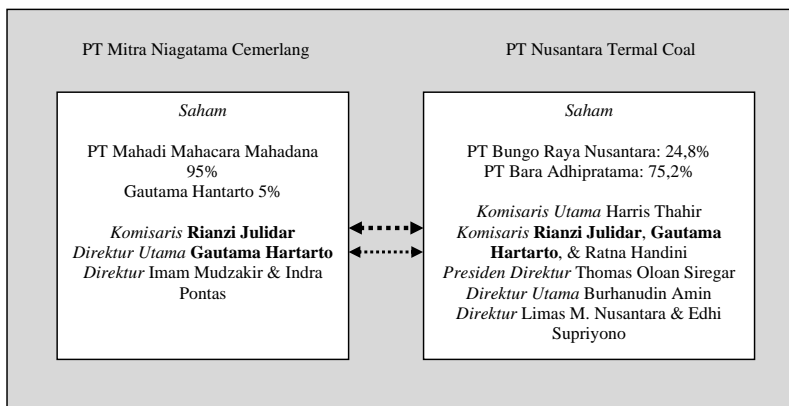 PT Mitra Niagatama Cemerlang
Saham
PT Mahadi Mahacara Mahadana
95%
Gautama Hantarto 5%
Komisaris Rianzi Julidar
Direktur Utama Gautama Hartarto
Direktur Imam Mudzakir & Indra
Pontas
PT Nusantara Termal Coal
Saham
PT Bungo Raya Nusantara: 24,8%
PT Bara Adhipratama: 75,2%
Komisaris Utama Harris Thahir
Komisaris Rianzi Julidar, Gautama
Hartarto, & Ratna Handini
Presiden Direktur Thomas Oloan Siregar
Direktur Utama Burhanudin Amin
Direktur Limas M. Nusantara & Edhi
Supriyono